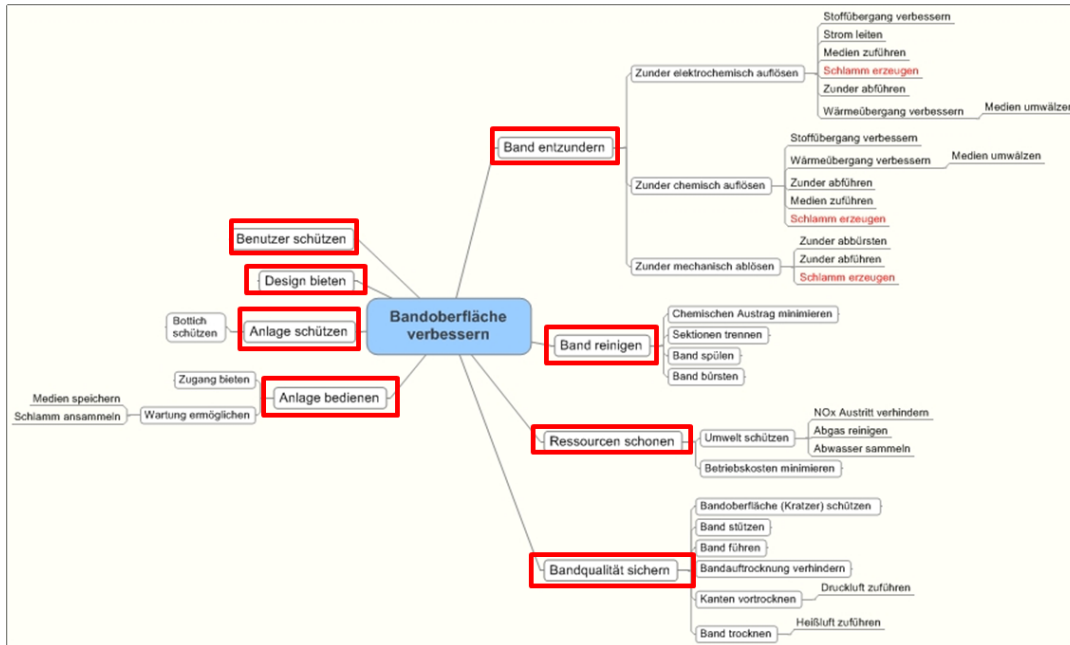 Bandoberfläche
verbessern
Band entzundern
Zunder elektrochemisch auflösen
Stoffübergang verbessern
Strom leiten
Medien zuführen
Schlamm erzeugen
Zunder abführen
Wärmeübergang verbessern
Medien umwälzen
Zunder chemisch auflösen
Stoffübergang verbessern
Wärmeübergang verbessern
Medien umwälzen
Zunder abführen
Medien zuführen
Schlamm erzeugen
Zunder mechanisch ablösen
Zunder abbürsten
Zunder abführen
Schlamm erzeugen
Band reinigen
Chemischen Austrag minimieren
Sektionen trennen
Band spülen
Band bürsten
Ressourcen schonen
Umwelt schützen
NOx Austritt verhindern
Abgas reinigen
Abwasser sammeln
Betriebskosten minimieren
Bandqualität sichern
Bandoberfläche (Kratzer) schützen
Band stützen
Band führen
Bandauftrocknung verhindern
Kanten vortrocknen
Druckluft zuführen
Band trocknen
Heißluft zuführen
Benutzer schützen
Design bieten
Anlage schützen
Bottich
schützen
Anlage bedienen
Zugang bieten
Wartung ermöglichen
Medien speichern
Schlamm ansammeln